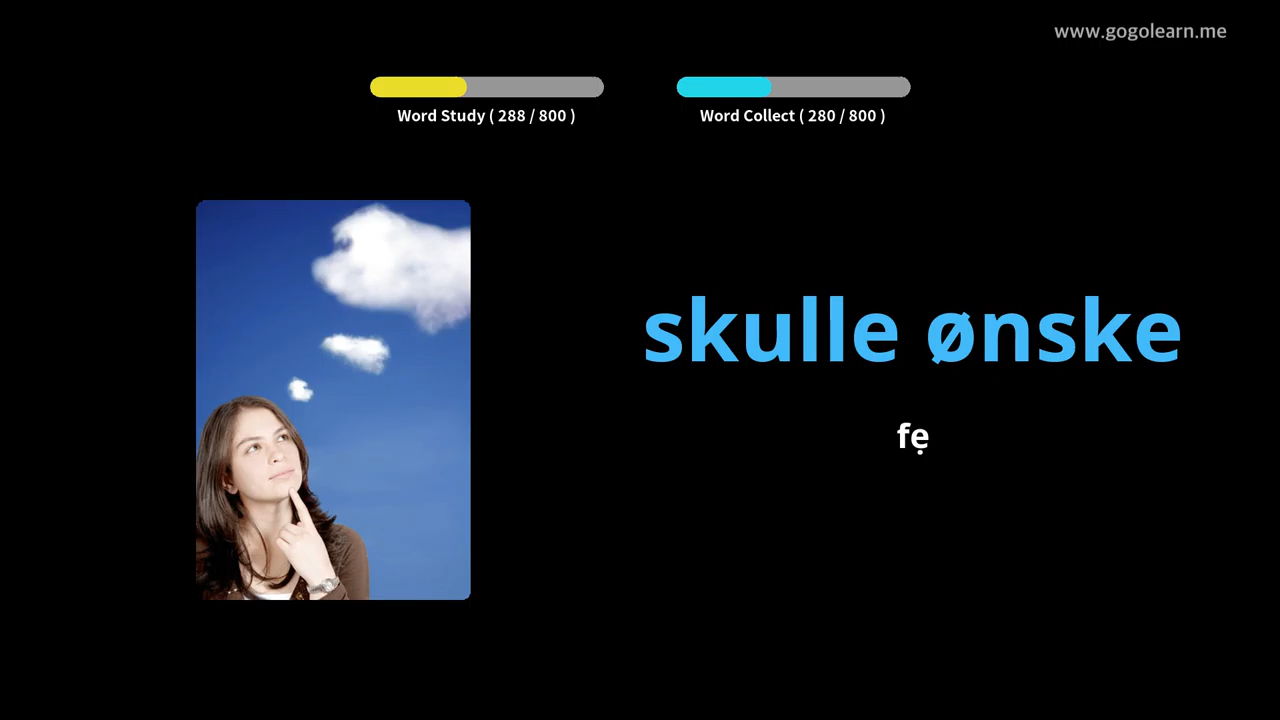 www.gogolearn.me
Word Study ( 288 / 800 )
Word Collect ( 280 / 800 )
skulle ønske
fẹ